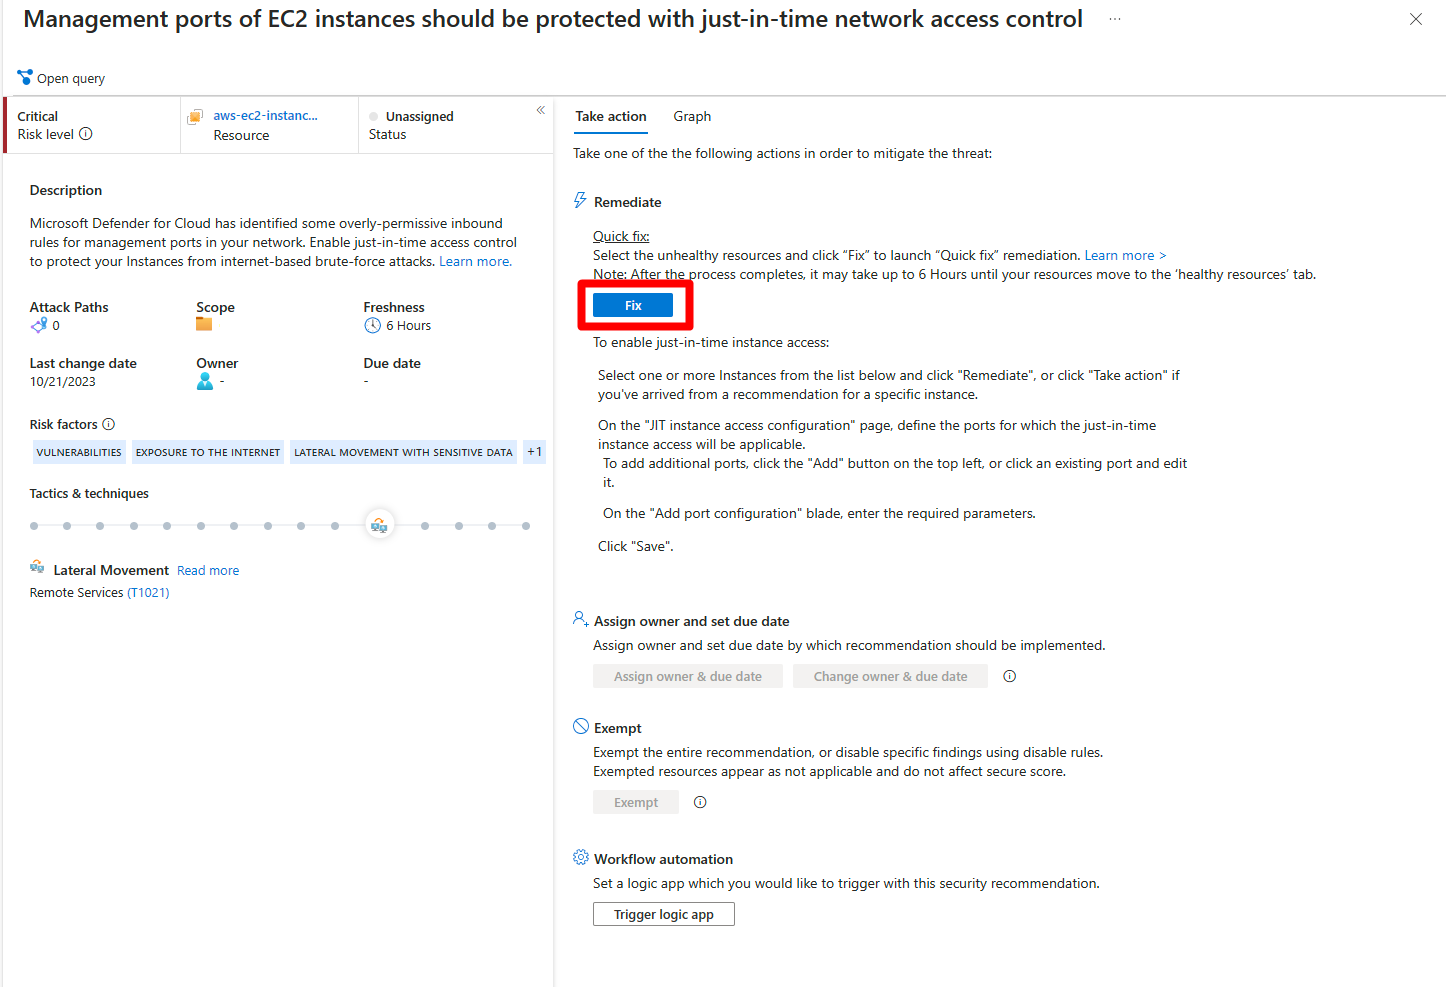 Management ports of EC2 instances should be protected with just-in-time network access control ...
Open query
Critical
Risk level
aws-ec2-instanc...
Resource
Unassigned
Status
Description
Microsoft Defender for Cloud has identified some overly-permissive inbound
rules for management ports in your network. Enable just-in-time access control
to protect your Instances from internet-based brute-force attacks. Learn more.
Attack Paths
0
Scope
Freshness
6 Hours
Last change date
10/21/2023
Owner
-
Due date
-
Risk factors
VULNERABILITIES EXPOSURE TO THE INTERNET LATERAL MOVEMENT WITH SENSITIVE DATA +1
Tactics & techniques
Lateral Movement Read more
Remote Services (T1021)
Take action Graph
Take one of the the following actions in order to mitigate the threat:
Remediate
Quick fix:
Select the unhealthy resources and click “Fix” to launch “Quick fix” remediation. Learn more >
Note: After the process completes, it may take up to 6 Hours until your resources move to the ‘healthy resources’ tab.
Fix
To enable just-in-time instance access:
Select one or more Instances from the list below and click "Remediate", or click "Take action" if
you've arrived from a recommendation for a specific instance.
On the "JIT instance access configuration" page, define the ports for which the just-in-time
instance access will be applicable.
To add additional ports, click the "Add" button on the top left, or click an existing port and edit
it.
On the "Add port configuration" blade, enter the required parameters.
Click "Save".
Assign owner and set due date
Assign owner and set due date by which recommendation should be implemented.
Assign owner & due date Change owner & due date
Exempt
Exempt the entire recommendation, or disable specific findings using disable rules.
Exempted resources appear as not applicable and do not affect secure score.
Exempt
Workflow automation
Set a logic app which you would like to trigger with this security recommendation.
Trigger logic app